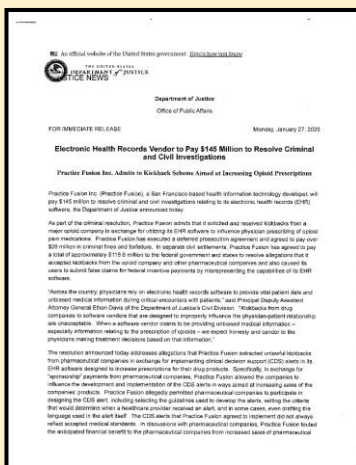 An official website of the United States government Here's how you know
THE UNITED STATES
DEPARTMENT of JUSTICE
JUSTICE NEWS
Department of Justice
Office of Public Affairs
FOR IMMEDIATE RELEASE
Monday, January 27, 2020
Electronic Health Records Vendor to Pay $145 Million to Resolve Criminal
and Civil Investigations
Practice Fusion Inc. Admits to Kickback Scheme Aimed at Increasing Opioid Prescriptions
Practice Fusion Inc. (Practice Fusion), a San Francisco-based health information technology developer, will
pay $145 million to resolve criminal and civil investigations relating to its electronic health records (EHR)
software, the Department of Justice announced today.
As part of the criminal resolution, Practice Fusion admits that it solicited and received kickbacks from a
major opioid company in exchange for utilizing its EHR software to influence physician prescribing of opioid
pain medications. Practice Fusion has executed a deferred prosecution agreement and agreed to pay over
$26 million in criminal fines and forfeiture. In separate civil settlements, Practice Fusion has agreed to pay
a total of approximately $118.6 million to the federal government and states to resolve allegations that it
accepted kickbacks from the opioid company and other pharmaceutical companies and also caused its
users to submit false claims for federal incentive payments by misrepresenting the capabilities of its EHR
software.
"Across the country, physicians rely on electronic health records software to provide vital patient data and
unbiased medical information during critical encounters with patients," said Principal Deputy Assistant
Attorney General Ethan Davis of the Department of Justice's Civil Division. "Kickbacks from drug
companies to software vendors that are designed to improperly influence the physician-patient relationship
are unacceptable. When a software vendor claims to be providing unbiased medical information –
especially information relating to the prescription of opioids – we expect honesty and candor to the
physicians making treatment decisions based on that information."
The resolution announced today addresses allegations that Practice Fusion extracted unlawful kickbacks
from pharmaceutical companies in exchange for implementing clinical decision support (CDS) alerts in its
EHR software designed to increase prescriptions for their drug products. Specifically, in exchange for
"sponsorship" payments from pharmaceutical companies, Practice Fusion allowed the companies to
influence the development and implementation of the CDS alerts in ways aimed at increasing sales of the
companies' products. Practice Fusion allegedly permitted pharmaceutical companies to participate in
designing the CDS alert, including selecting the guidelines used to develop the alerts, setting the criteria
that would determine when a healthcare provider received an alert, and in some cases, even drafting the
language used in the alert itself. The CDS alerts that Practice Fusion agreed to implement did not always
reflect accepted medical standards. In discussions with pharmaceutical companies, Practice Fusion touted
the anticipated financial benefit to the pharmaceutical companies from increased sales of pharmaceutical